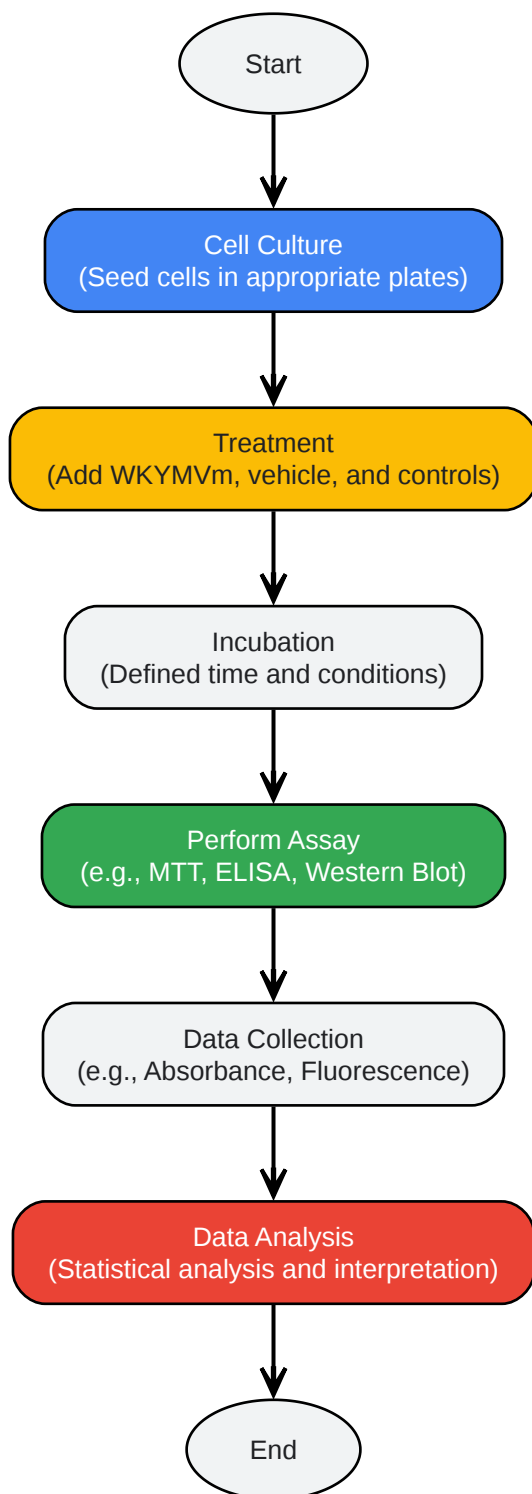 Start
Cell Culture
(Seed cells in appropriate plates)
Treatment
(Add WKYMVm, vehicle, and controls)
Incubation
(Defined time and conditions)
Perform Assay
(e.g., MTT, ELISA, Western Blot)
Data Collection
(e.g., Absorbance, Fluorescence)
Data Analysis
(Statistical analysis and interpretation)
End